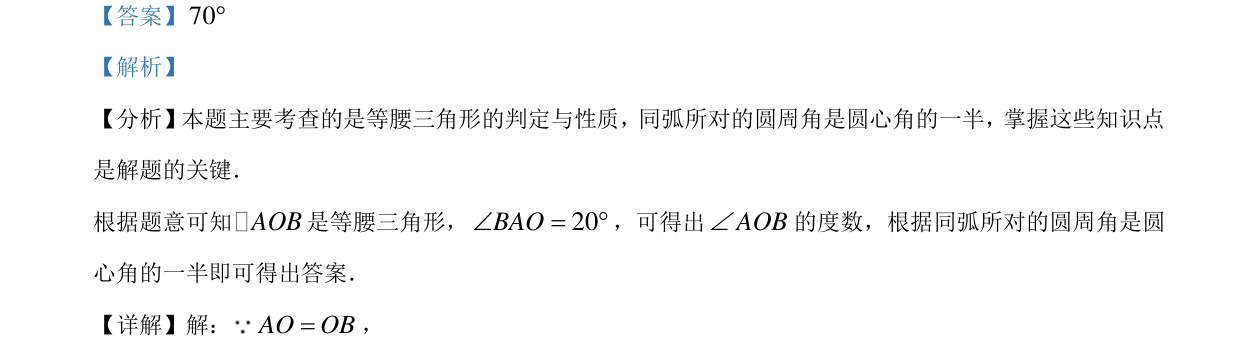 【答案】70°
【解析】
【分析】本题主要考查的是等腰三角形的判定与性质，同弧所对的圆周角是圆心角的一半，掌握这些知识点
是解题的关键．
根据题意可知□AOB是等腰三角形，∠BAO = 20°，可得出∠AOB 的度数，根据同弧所对的圆周角是圆
心角的一半即可得出答案．
【详解】解：∵ AO = OB，